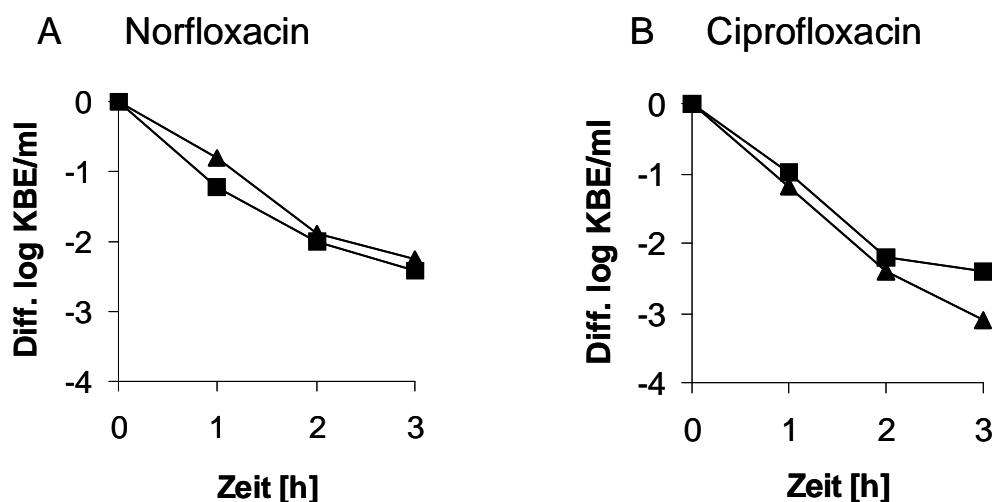 A Norfloxacin
Diff. log KBE/ml
0
-1
-2
-3
-4
0 1 2 3
Zeit [h]
B Ciprofloxacin
Diff. log KBE/ml
0
-1
-2
-3
-4
0 1 2 3
Zeit [h]